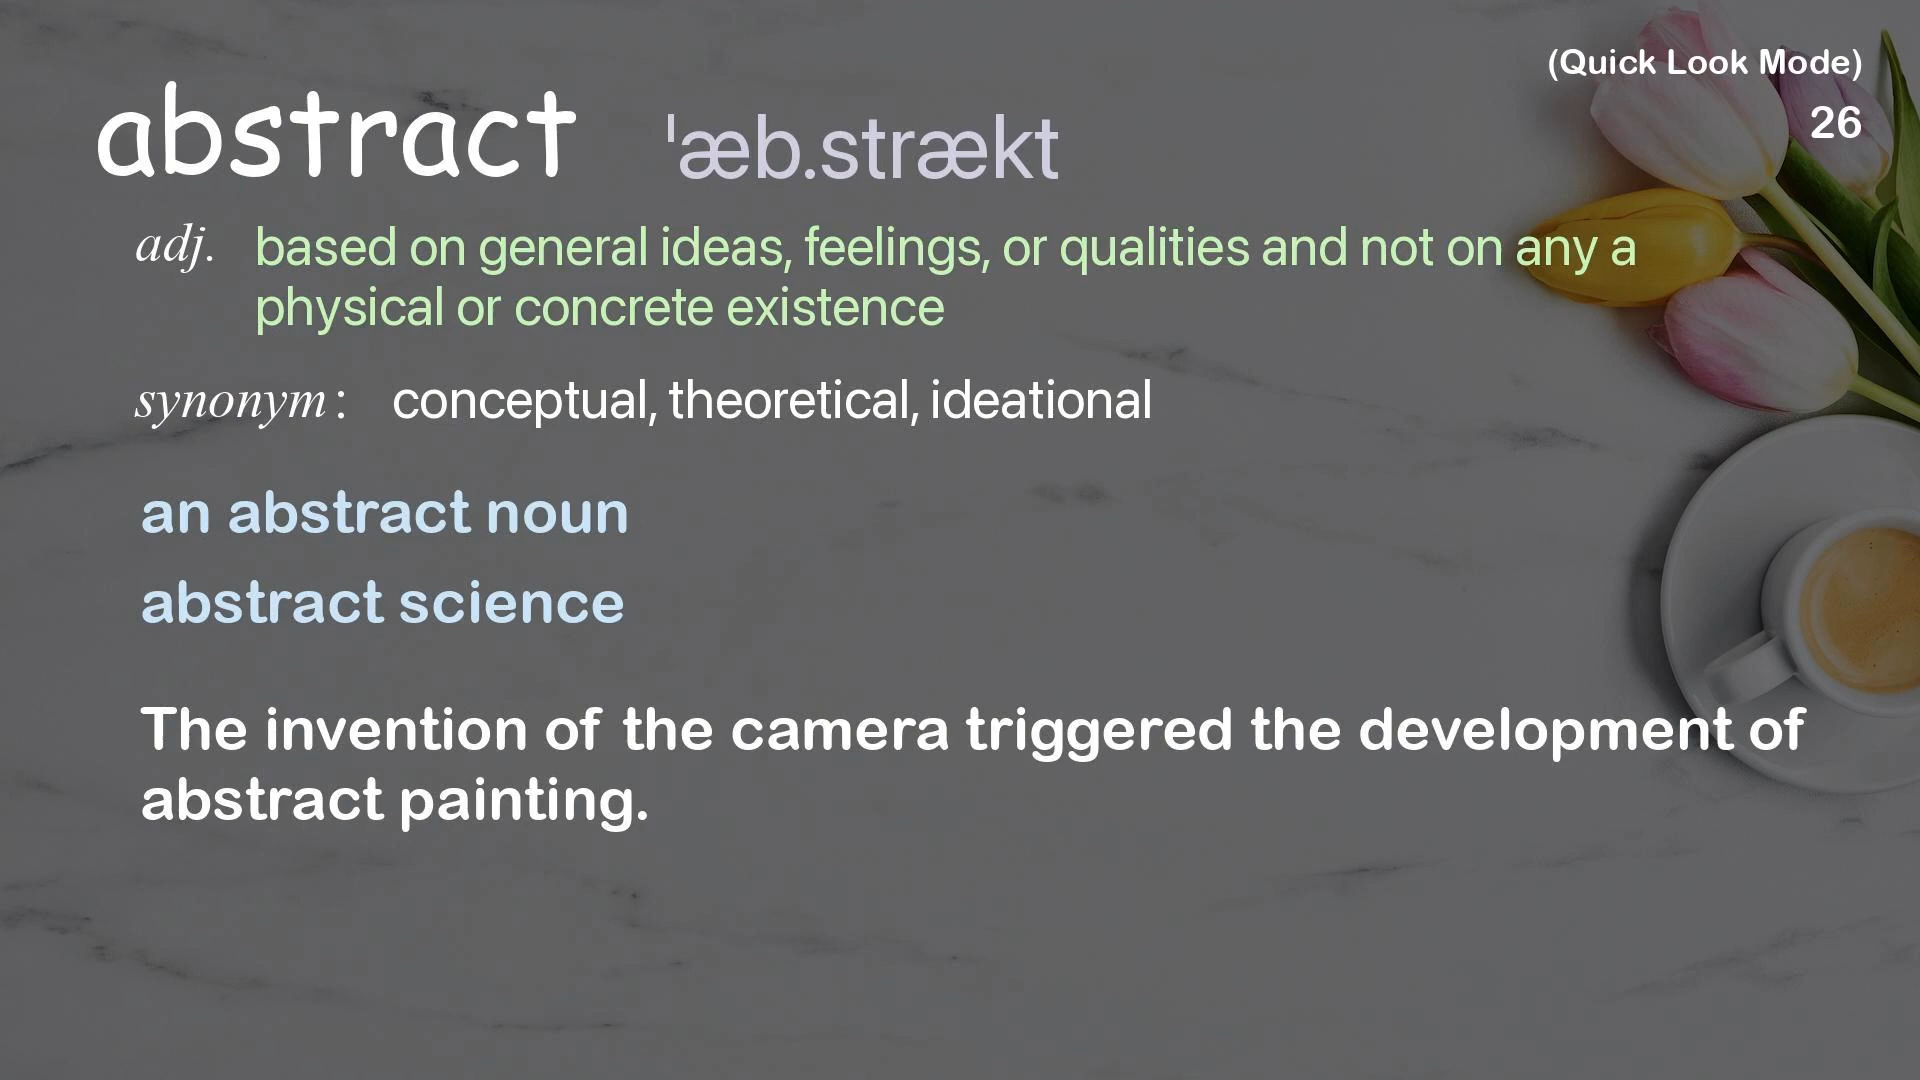 (Quick Look Mode)
26
abstract ˈæb.strækt
adj. based on general ideas, feelings, or qualities and not on any a
physical or concrete existence
synonym: conceptual, theoretical, ideational
an abstract noun
abstract science
The invention of the camera triggered the development of
abstract painting.